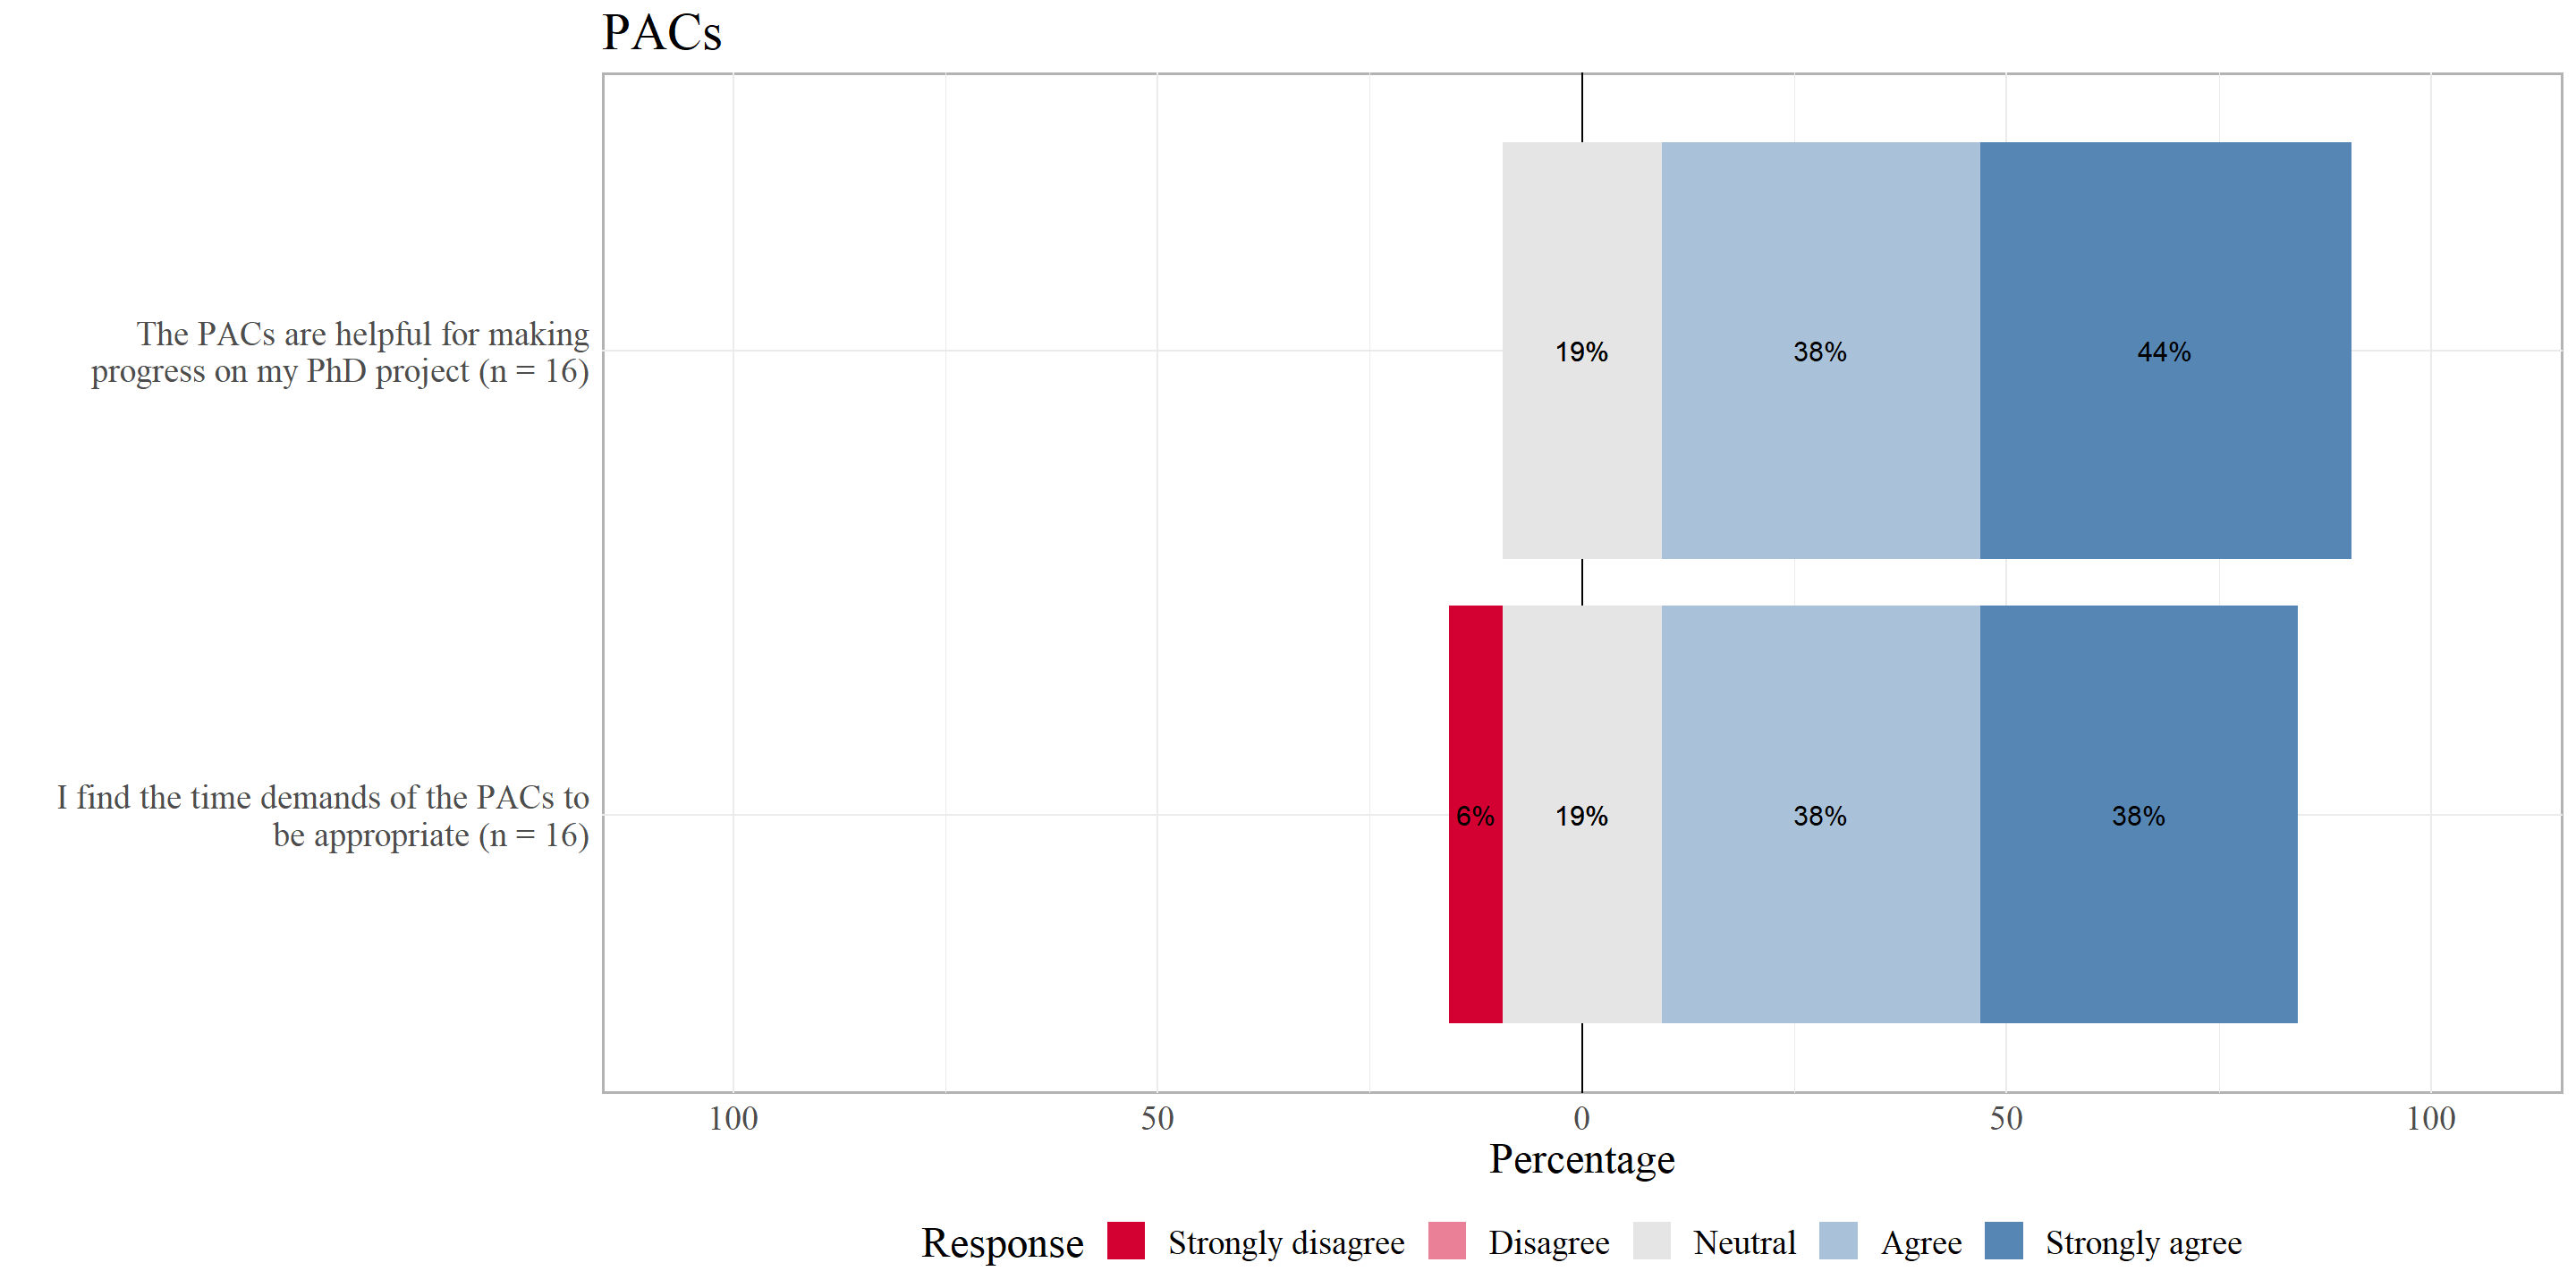 PACs
The PACs are helpful for making
progress on my PhD project (n = 16)
19%
38%
44%
I find the time demands of the PACs to
be appropriate (n = 16)
6%
19%
38%
38%
100
50
0
50
100
Percentage
Response
Strongly disagree
Disagree
Neutral
Agree
Strongly agree